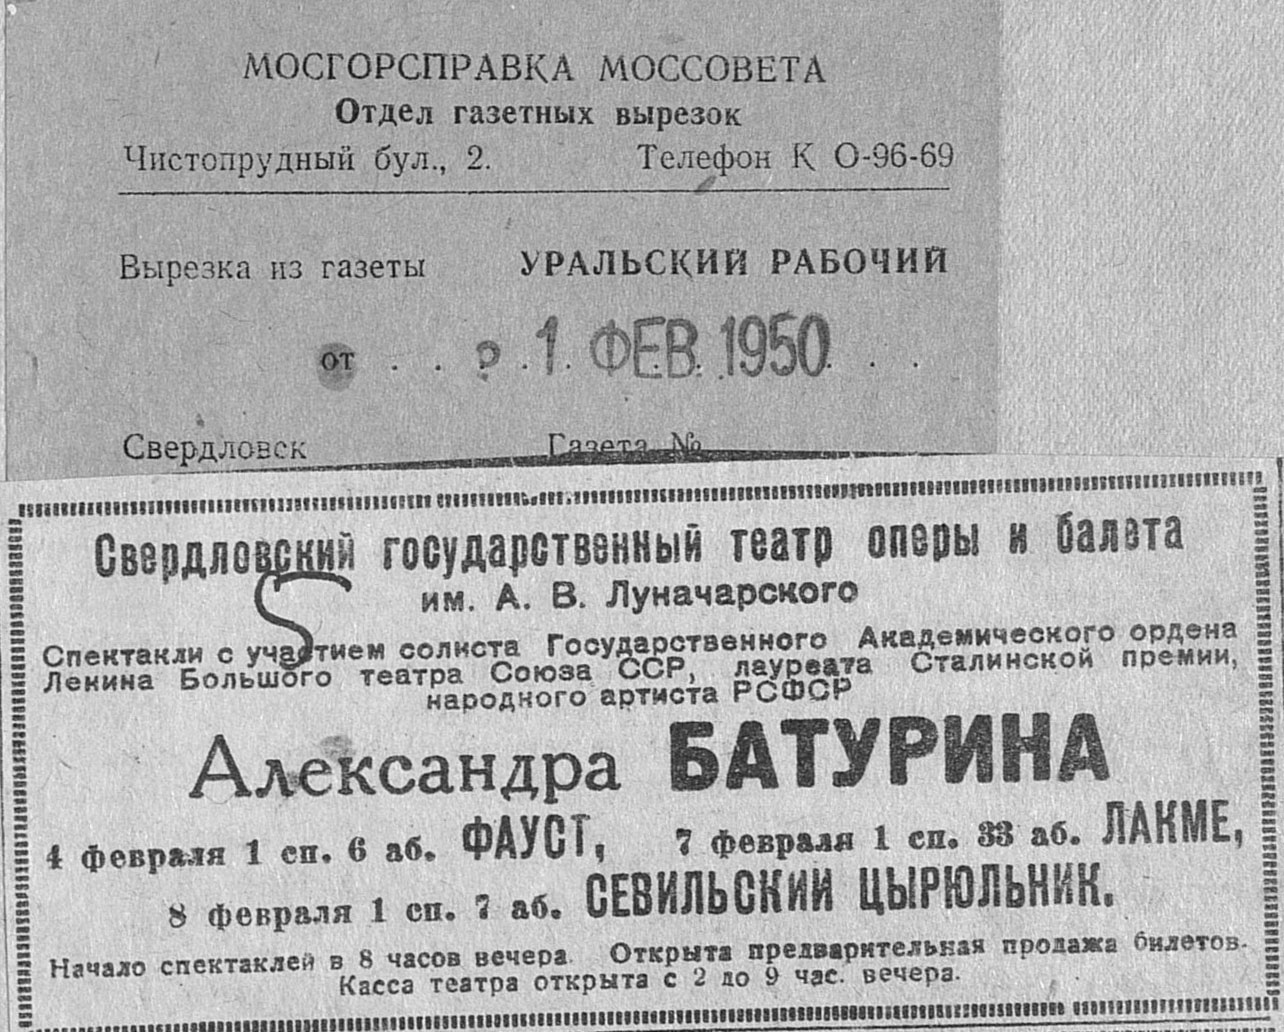 МОСГОРСПРАВКА МОССОВЕТА
Отдел газетных вырезок
Чистопрудный бул., 2. Телефон К 0-96-69
Вырезка из газеты УРАЛЬСКИЙ РАБОЧИЙ
от . . . 1. ФЕВ. 1950 . . .
Свердловск Газета №
Свердловский государственный театр оперы и балета
им. А. В. Луначарского
Спектакли с участием солиста Государственного Академического ордена
Ленина Большого театра Союза ССР, лауреата Сталинской премии,
народного артиста РСФСР
Александра БАТУРИНА
4 февраля 1 сп. 6 аб. ФАУСТ, 7 февраля 1 сп. 33 аб. ЛАКМЕ,
8 февраля 1 сп. 7 аб. СЕВИЛЬСКИЙ ЦЫРЮЛЬНИК.
Начало спектаклей в 8 часов вечера. Открыта предварительная продажа билетов.
Касса театра открыта с 2 до 9 час. вечера.